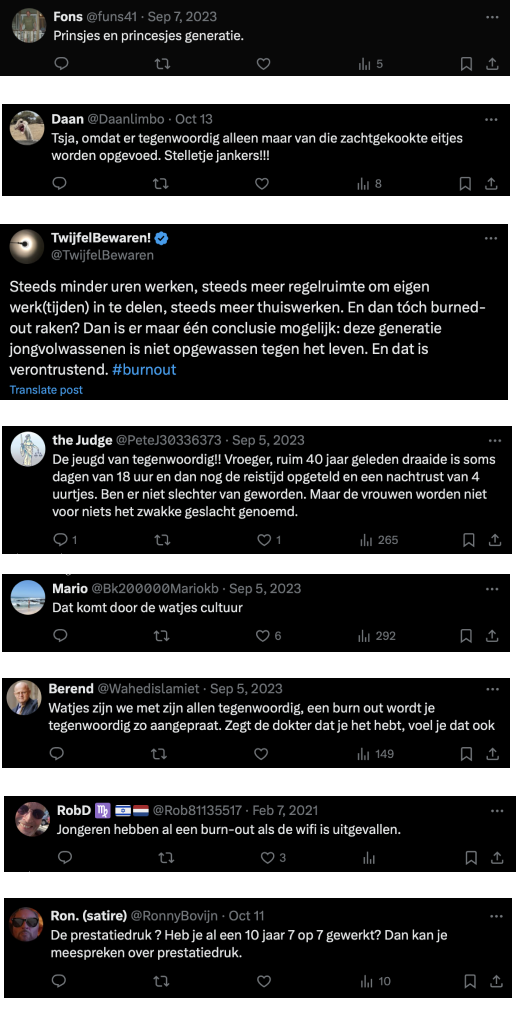 Fons @funs41 · Sep 7, 2023
Prinsjes en princesjes generatie.
5
Daan @Daanlimbo · Oct 13
Tsja, omdat er tegenwoordig alleen maar van die zachtgekookte eitjes
worden opgevoed. Stelletje jankers!!!
8
TwijfelBewaren!
@TwijfelBewaren
Steeds minder uren werken, steeds meer regelruimte om eigen
werk(tijden) in te delen, steeds meer thuiswerken. En dan tóch burned-
out raken? Dan is er maar één conclusie mogelijk: deze generatie
jongvolwassenen is niet opgewassen tegen het leven. En dat is
verontrustend. #burnout
Translate post
the Judge @PeteJ30336373 · Sep 5, 2023
De jeugd van tegenwoordig!! Vroeger, ruim 40 jaar geleden draaide is soms
dagen van 18 uur en dan nog de reistijd opgeteld en een nachtrust van 4
uurtjes. Ben er niet slechter van geworden. Maar de vrouwen worden niet
voor niets het zwakke geslacht genoemd.
1 1 265
Mario @Bk200000Mariokb · Sep 5, 2023
Dat komt door de watjes cultuur
6 292
Berend @Wahedislamiet · Sep 5, 2023
Watjes zijn we met zijn allen tegenwoordig, een burn out wordt je
tegenwoordig zo aangepraat. Zegt de dokter dat je het hebt, voel je dat ook
149
RobD ♍ 🇮🇱🇳🇱 @Rob81135517 · Feb 7, 2021
Jongeren hebben al een burn-out als de wifi is uitgevallen.
3
Ron. (satire) @RonnyBovijn · Oct 11
De prestatiedruk ? Heb je al een 10 jaar 7 op 7 gewerkt? Dan kan je
meespreken over prestatiedruk.
10